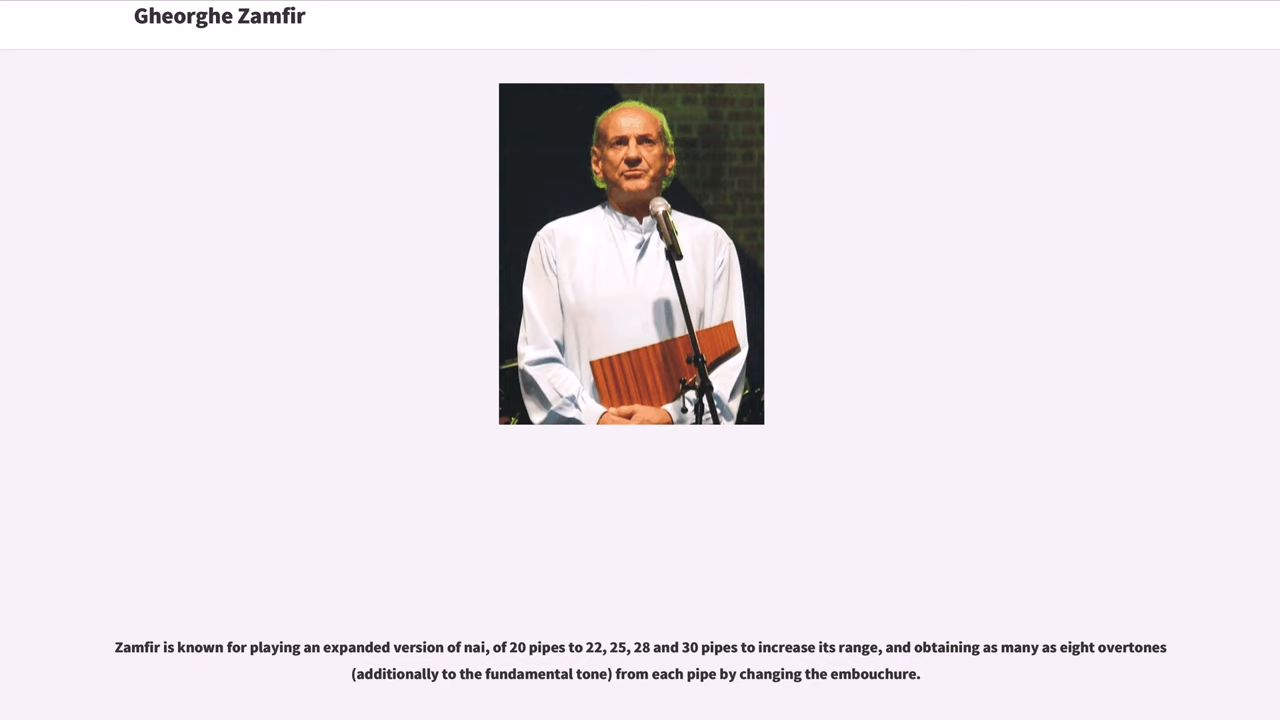 Gheorghe Zamfir
Zamfir is known for playing an expanded version of nai, of 20 pipes to 22, 25, 28 and 30 pipes to increase its range, and obtaining as many as eight overtones
(additionally to the fundamental tone) from each pipe by changing the embouchure.